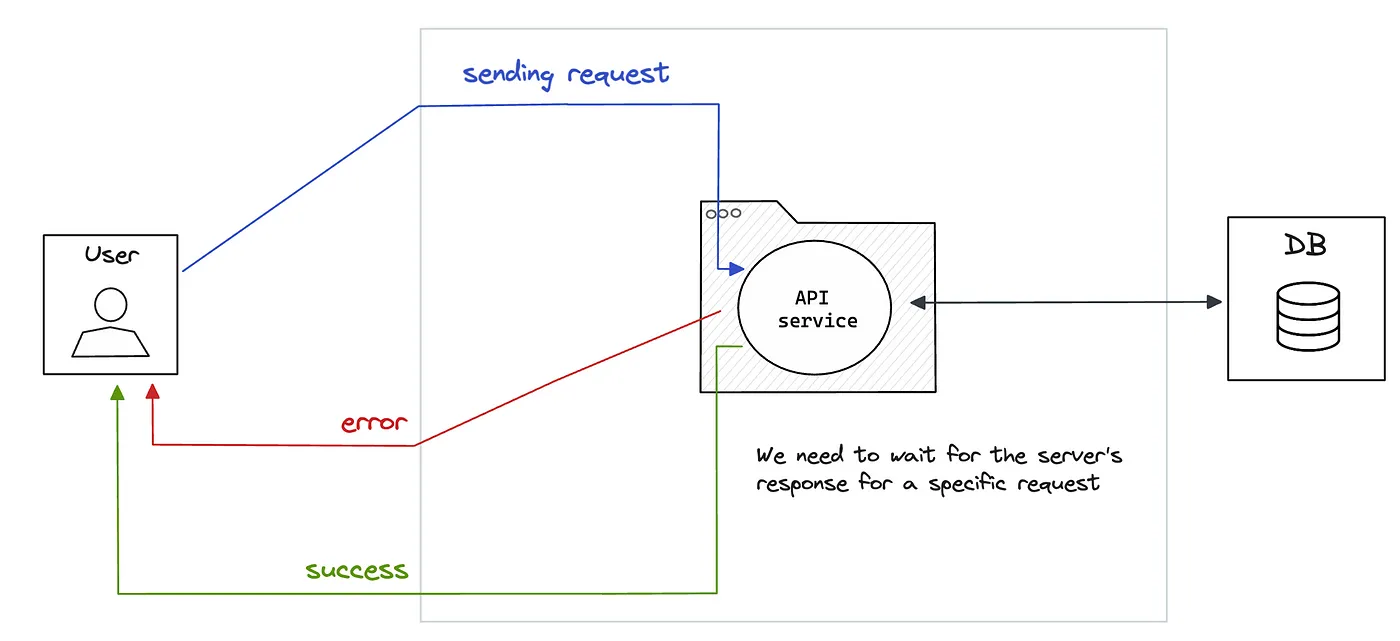 sending request
User
API
service
DB
error
We need to wait for the server's
response for a specific request
success